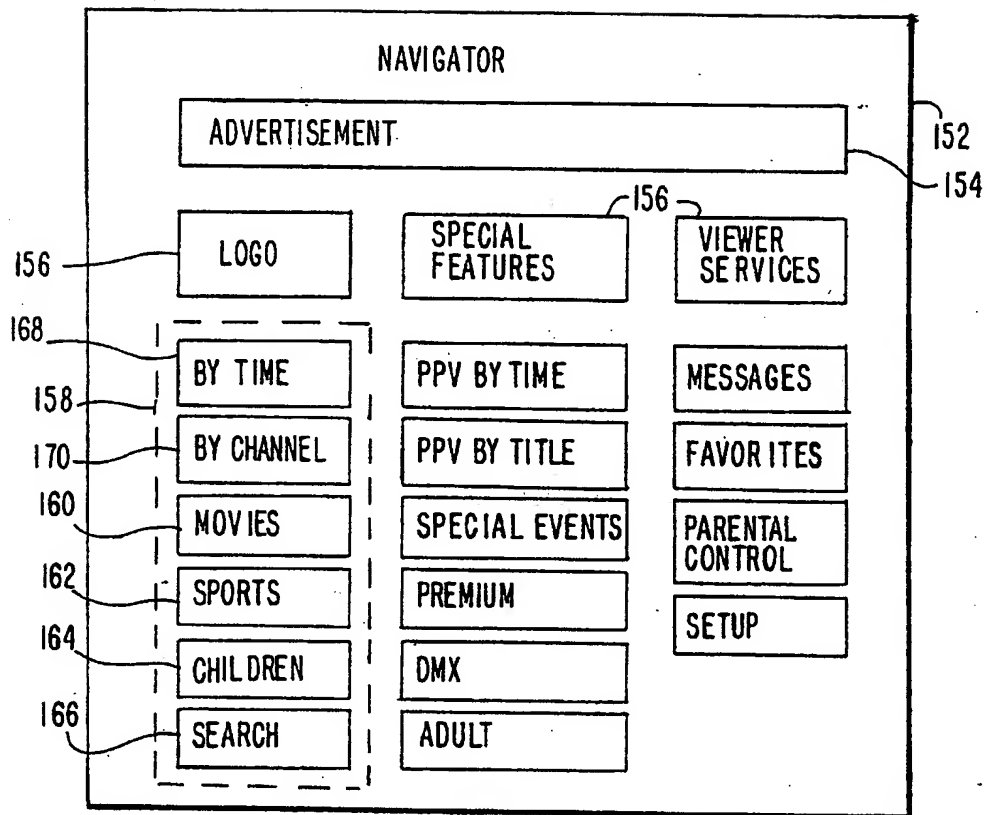 NAVIGATOR
ADVERTISEMENT
152
154
156
156
LOGO
SPECIAL
FEATURES
VIEWER
SERVICES
168
BY TIME
PPV BY TIME
MESSAGES
158
170
BY CHANNEL
PPV BY TITLE
FAVORITES
160
MOVIES
SPECIAL EVENTS
PARENTAL
CONTROL
162
SPORTS
PREMIUM
SETUP
164
CHILDREN
DMX
166
SEARCH
ADULT